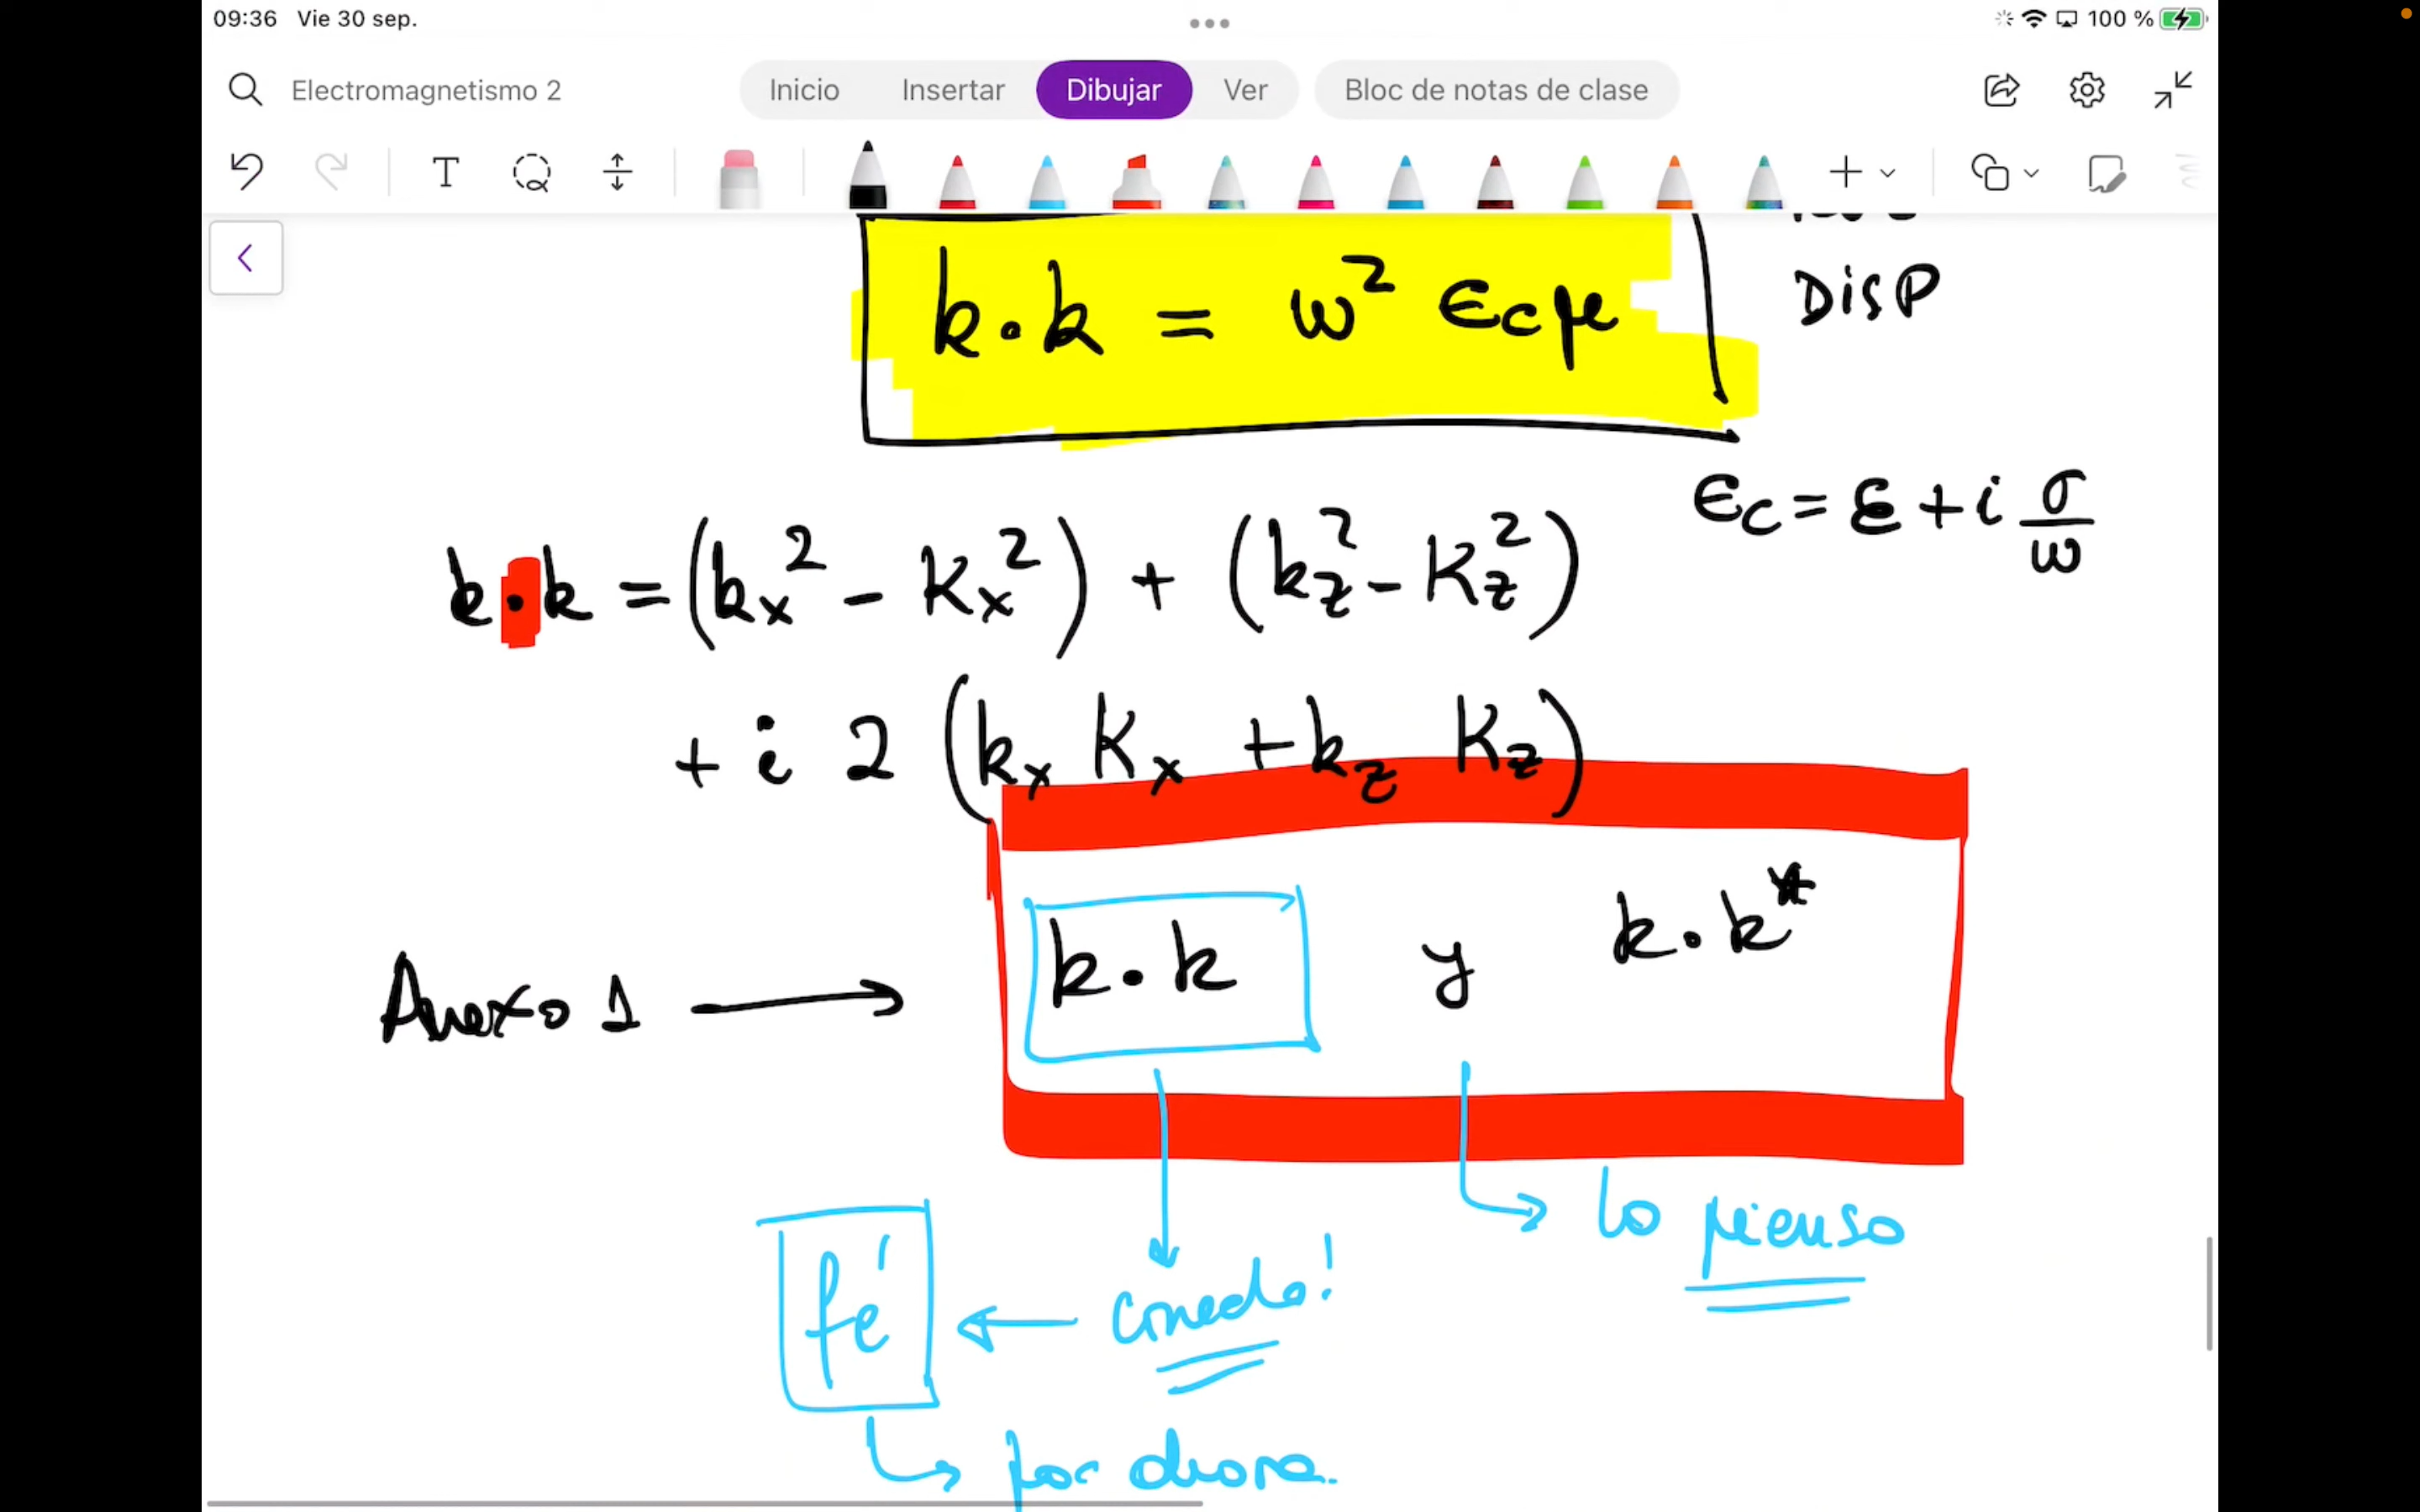 09:36 Vie 30 sep. 100 %
Electromagnetismo 2 Inicio Insertar Dibujar Ver Bloc de notas de clase
T
DISP
k·k = ω² ϵcμ
ϵc = ε + i σ/ω
k·k = (kx² - Kx²) + (kz² - Kz²)
+ i 2 (kx Kx + kz Kz)
Anexo 1 → k·k y k·k*
lo pienso
fé ← comodo!
por ahora.